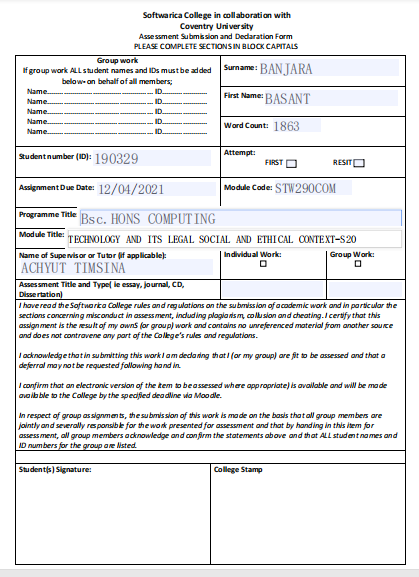 Softwarica College in collaboration with
Coventry University
Assessment Submission and Declaration Form
PLEASE COMPLETE SECTIONS IN BLOCK CAPITALS
Group work
If group work ALL student names and IDs must be added
below- on behalf of all members;
Name.................................................... ID......................
Name.................................................... ID......................
Name.................................................... ID......................
Name.................................................... ID......................
Name.................................................... ID......................
Surname: BANJARA
First Name: BASANT
Word Count: 1863
Student number (ID): 190329
Attempt:
FIRST RESIT
Assignment Due Date: 12/04/2021
Module Code: STW290COM
Programme Title Bsc. HONS COMPUTING
Module Title: TECHNOLOGY AND ITS LEGAL SOCIAL AND ETHICAL CONTEXT-S20
Name of Supervisor or Tutor (if applicable):
ACHYUT TIMSINA
Individual Work:
Group Work:
Assessment Title and Type( ie essay, journal, CD,
Dissertation)
I have read the Softwarica College rules and regulations on the submission of academic work and in particular the
sections concerning misconduct in assessment, including plagiarism, collusion and cheating. I certify that this
assignment is the result of my ownS (or group) work and contains no unreferenced material from another source
and does not contravene any part of the College's rules and regulations.
I acknowledge that in submitting this work I am declaring that I (or my group) are fit to be assessed and that a
deferral may not be requested following hand in.
I confirm that an electronic version of the item to be assessed where appropriate) is available and will be made
available to the College by the specified deadline via Moodle.
In respect of group assignments, the submission of this work is made on the basis that all group members are
jointly and severally responsible for the work presented for assessment and that by handing in this item for
assessment, all group members acknowledge and confirm the statements above and that ALL student names and
ID numbers for the group are listed.
Student(s) Signature:
College Stamp